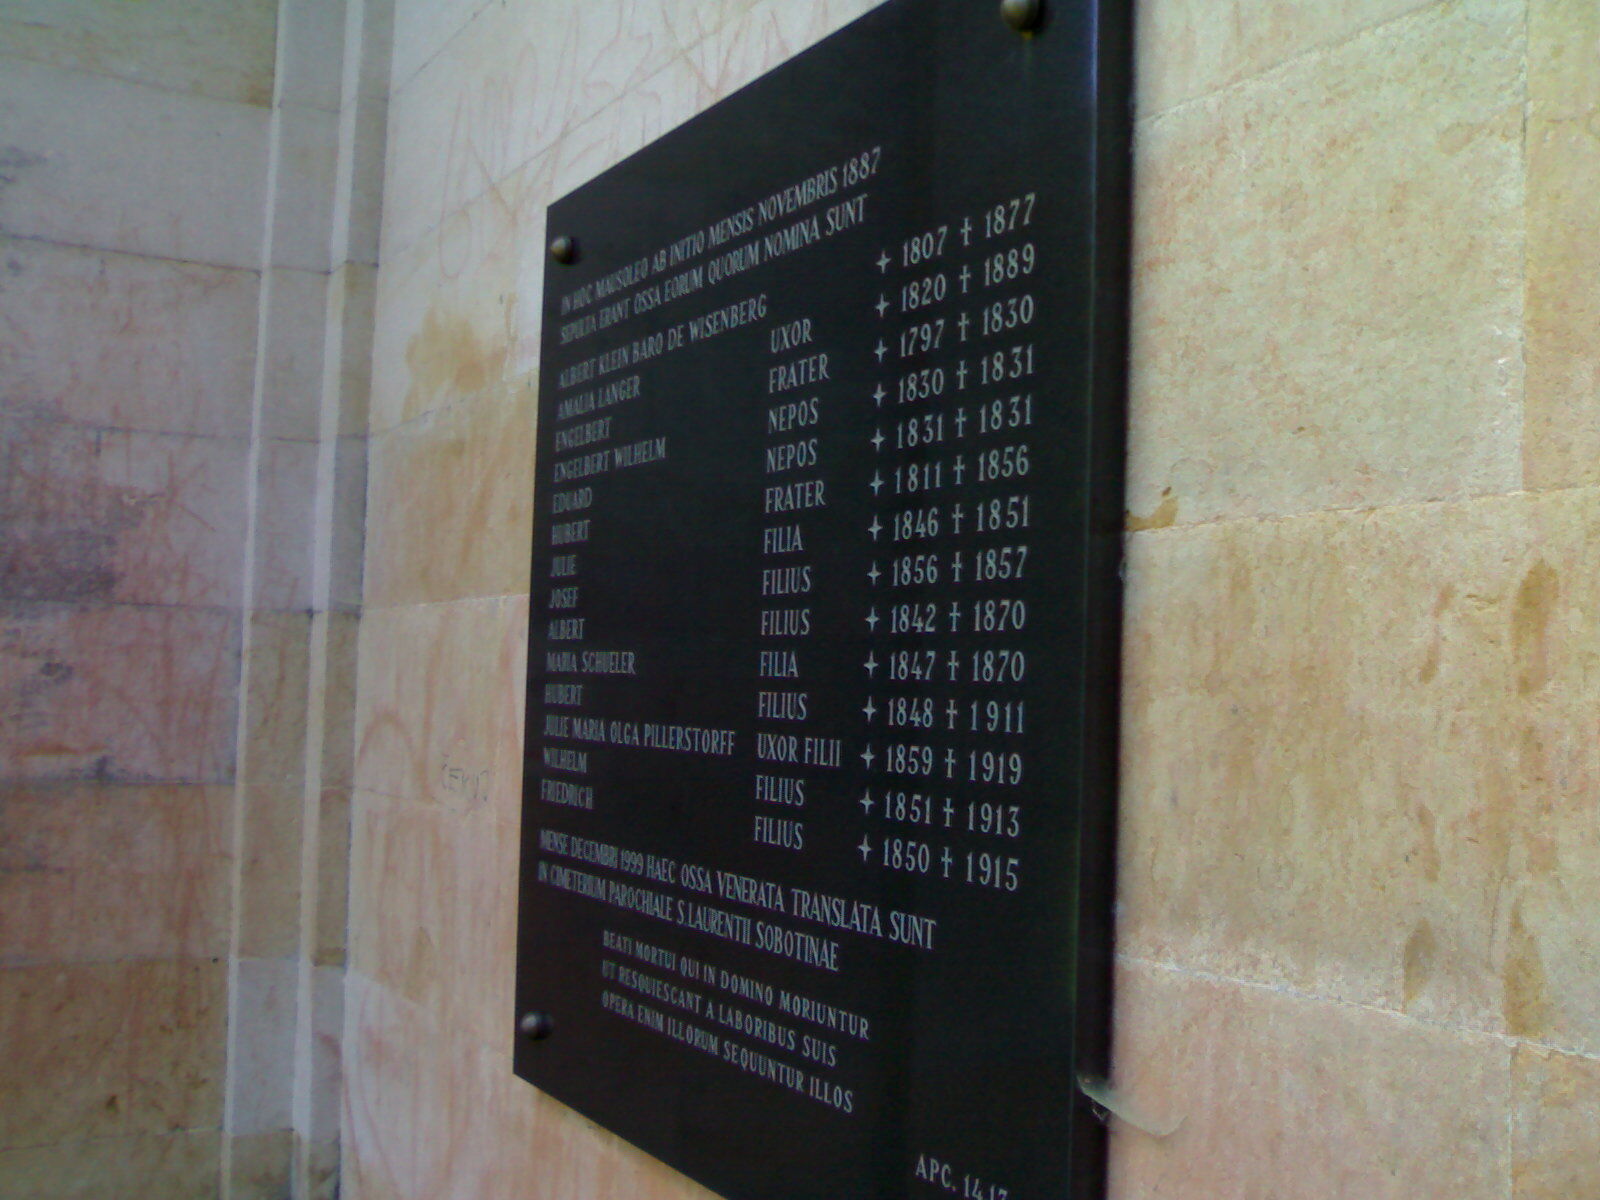 IN HOC MAUSOLEO AB INITIO MENSIS NOVEMBRIS 1887
SEPULTA ERANT OSSA EORUM QUORUM NOMINA SUNT
ALBERT KLEIN BARO DE WISENBERG ✦ 1807 † 1877
AMALIA LANGER UXOR ✦ 1820 † 1889
ENGELBERT FRATER ✦ 1797 † 1830
ENGELBERT WILHELM NEPOS ✦ 1830 † 1831
EDUARD NEPOS ✦ 1831 † 1831
HUBERT FRATER ✦ 1811 † 1856
JULIE FILIA ✦ 1846 † 1851
JOSEF FILIUS ✦ 1856 † 1857
ALBERT FILIUS ✦ 1842 † 1870
MARIA SCHUELER FILIA ✦ 1847 † 1870
HUBERT FILIUS ✦ 1848 † 1911
JULIE MARIA OLGA PILLERSTORFF UXOR FILII ✦ 1859 † 1919
WILHELM FILIUS ✦ 1851 † 1913
FRIEDRICH FILIUS ✦ 1850 † 1915
MENSE DECEMBRI 1999 HAEC OSSA VENERATA TRANSLATA SUNT
IN CIMETERIUM PAROCHIALE S. LAURENTII SOBOTINAE
BEATI MORTUI QUI IN DOMINO MORIUNTUR
UT RESQUIESCANT A LABORIBUS SUIS
OPERA ENIM ILLORUM SEQUUNTUR ILLOS
APC. 14,13